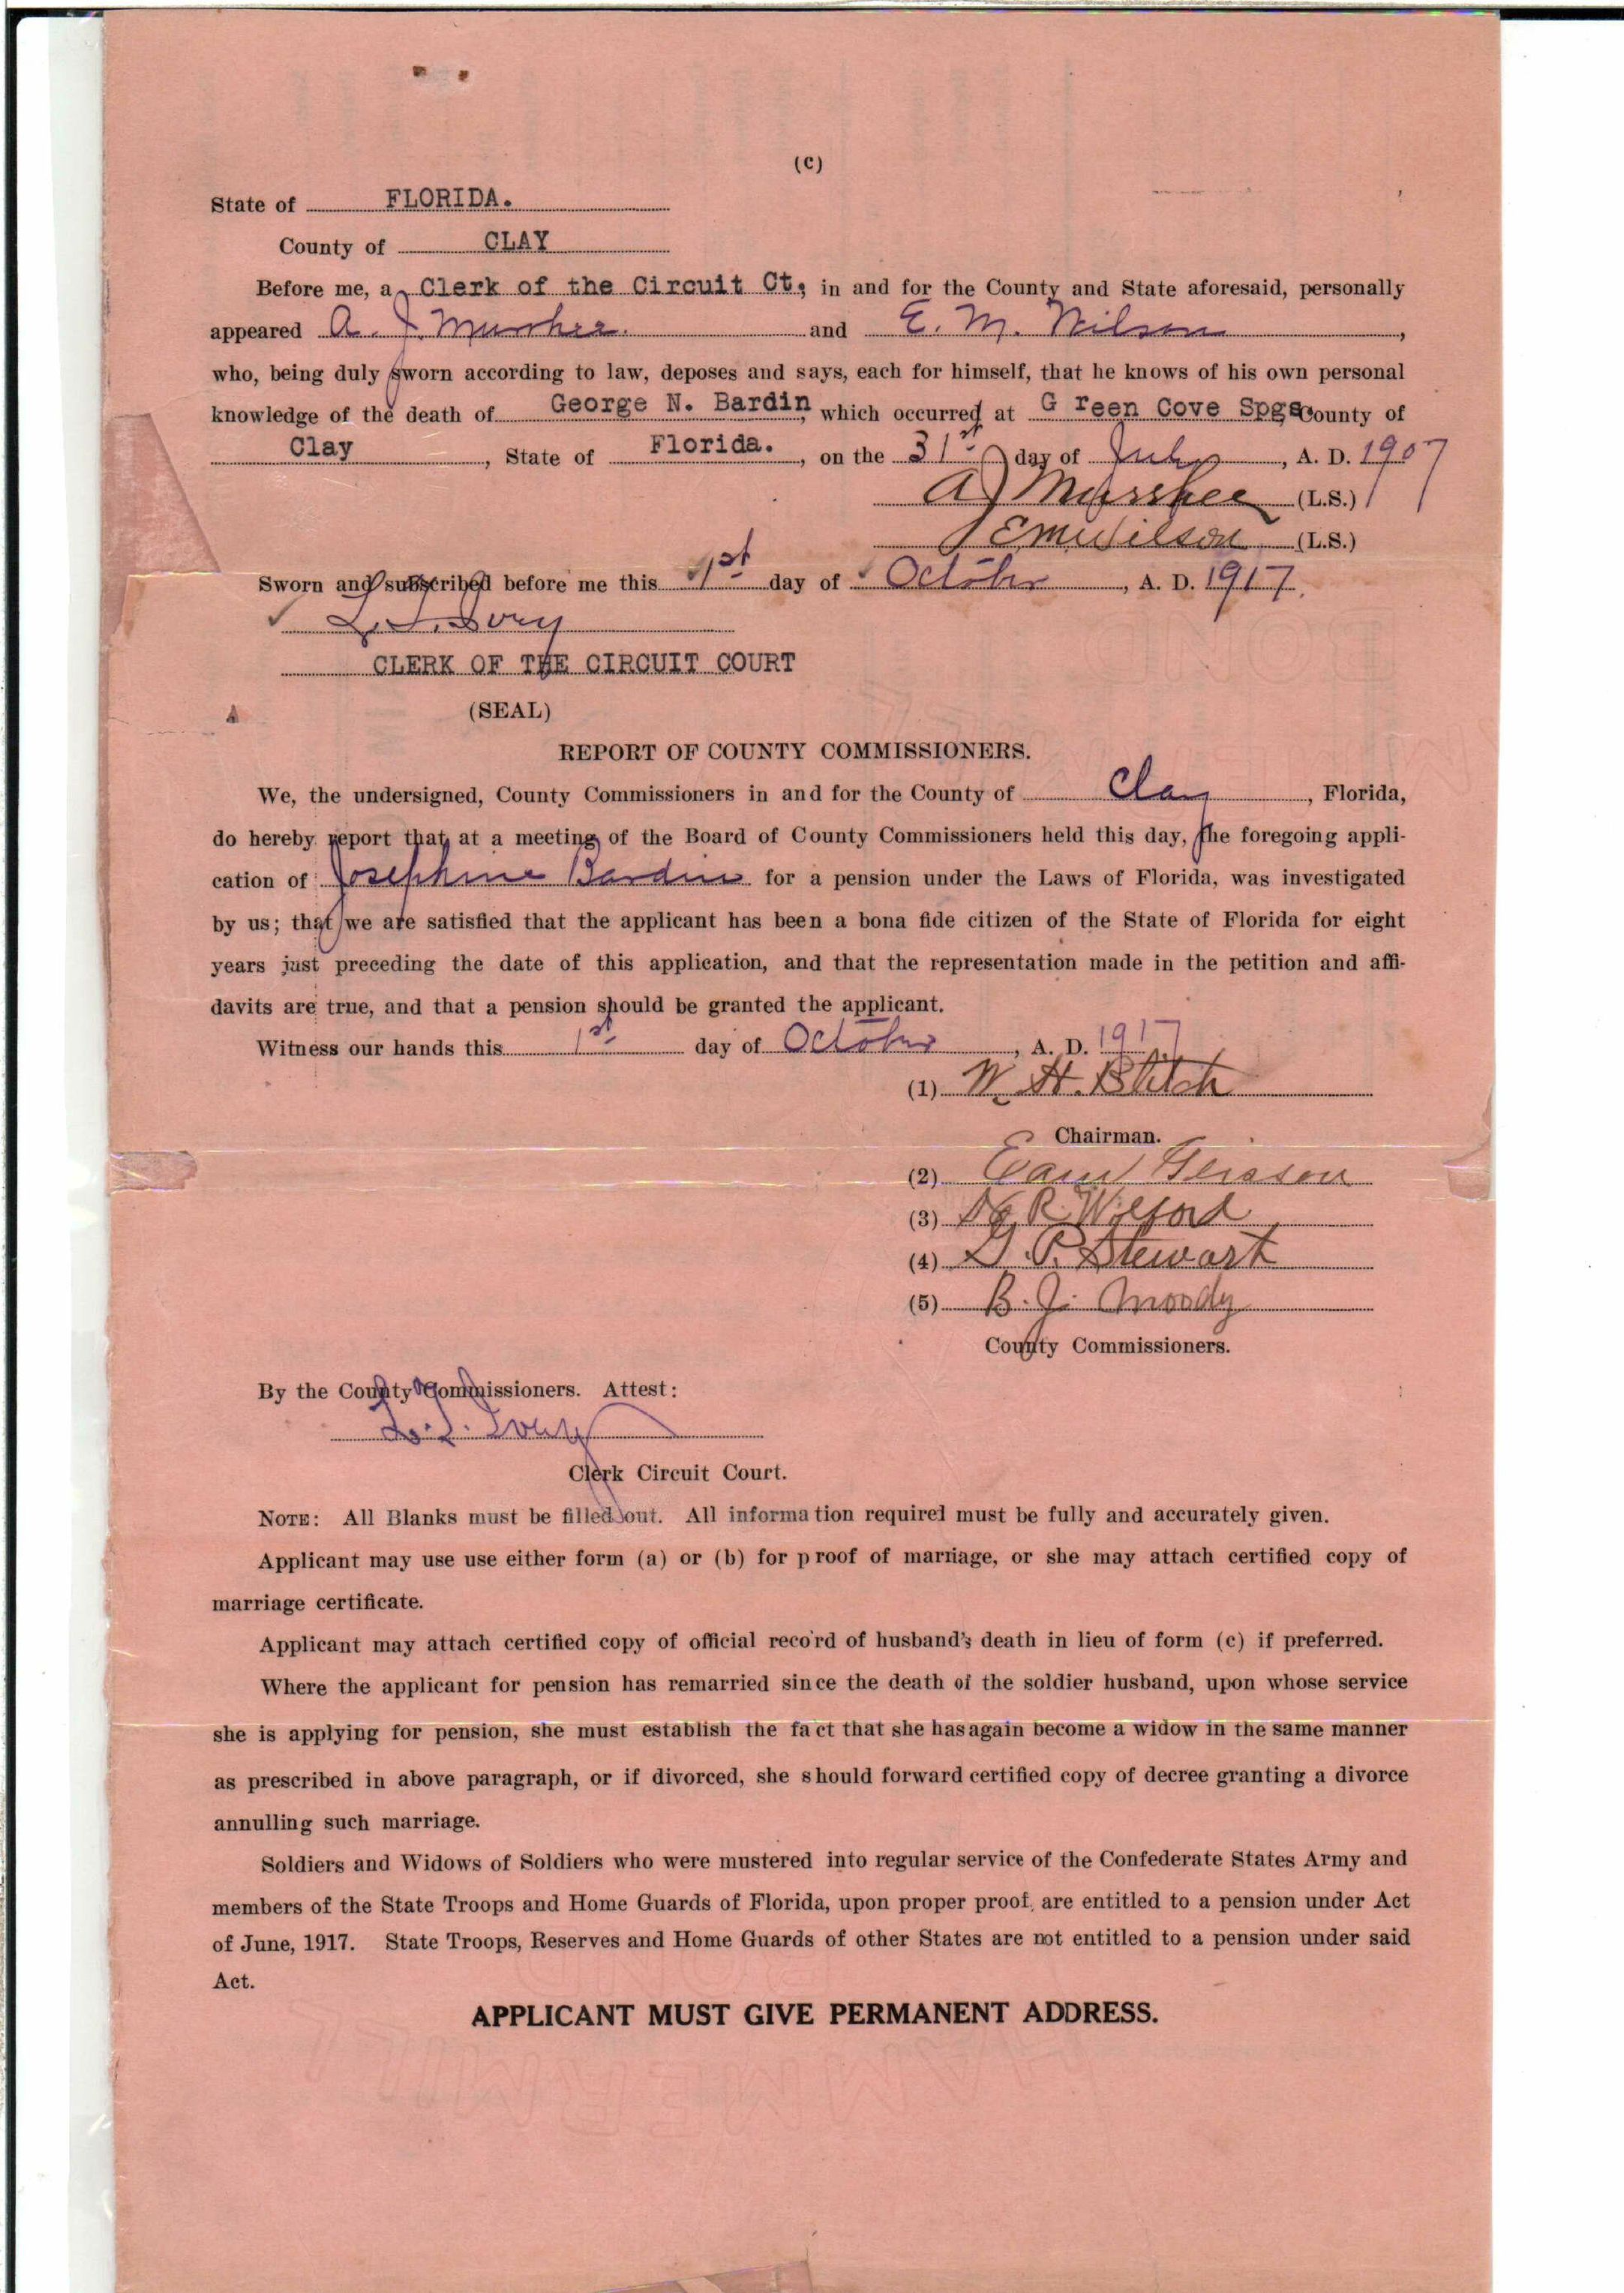 (C)
State of FLORIDA.
County of CLAY
Before me, a Clerk of the Circuit Ct, in and for the County and State aforesaid, personally
appeared A. J. and E. M. Wilson,
who, being duly sworn according to law, deposes and says, each for himself, that he knows of his own personal
knowledge of the death of George N. Bardin, which occurred at G reen Cove Spgs. County of
Clay, State of Florida., on the 31st day of July, A. D. 1907
A J (L.S.)
E M Wilson (L.S.)
Sworn and subscribed before me this 1st day of October, A. D. 1917.
CLERK OF THE CIRCUIT COURT
(SEAL)
REPORT OF COUNTY COMMISSIONERS.
We, the undersigned, County Commissioners in and for the County of Clay, Florida,
do hereby report that at a meeting of the Board of County Commissioners held this day, the foregoing appli-
cation of Josephine Bardin for a pension under the Laws of Florida, was investigated
by us; that we are satisfied that the applicant has been a bona fide citizen of the State of Florida for eight
years just preceding the date of this application, and that the representation made in the petition and affi-
davits are true, and that a pension should be granted the applicant.
Witness our hands this 1st day of October, A. D. 1917
(1) W. H. Blitch
Chairman.
(2)
(3) R. Wilford
(4) G. P. Stewart
(5) B. J. Moody
County Commissioners.
By the County Commissioners. Attest:
Clerk Circuit Court.
NOTE: All Blanks must be filled out. All information required must be fully and accurately given.
Applicant may use use either form (a) or (b) for proof of marriage, or she may attach certified copy of
marriage certificate.
Applicant may attach certified copy of official record of husband's death in lieu of form (c) if preferred.
Where the applicant for pension has remarried since the death of the soldier husband, upon whose service
she is applying for pension, she must establish the fact that she has again become a widow in the same manner
as prescribed in above paragraph, or if divorced, she should forward certified copy of decree granting a divorce
annulling such marriage.
Soldiers and Widows of Soldiers who were mustered into regular service of the Confederate States Army and
members of the State Troops and Home Guards of Florida, upon proper proof, are entitled to a pension under Act
of June, 1917. State Troops, Reserves and Home Guards of other States are not entitled to a pension under said
Act.
APPLICANT MUST GIVE PERMANENT ADDRESS.